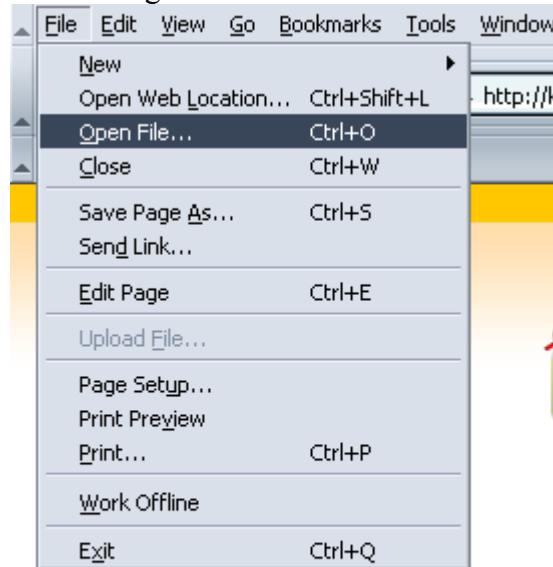 File Edit View Go Bookmarks Tools Window
New
Open Web Location... Ctrl+Shift+L
http://
Open File... Ctrl+O
Close Ctrl+W
Save Page As... Ctrl+S
Send Link...
Edit Page Ctrl+E
Upload File...
Page Setup...
Print Preview
Print... Ctrl+P
Work Offline
Exit Ctrl+Q